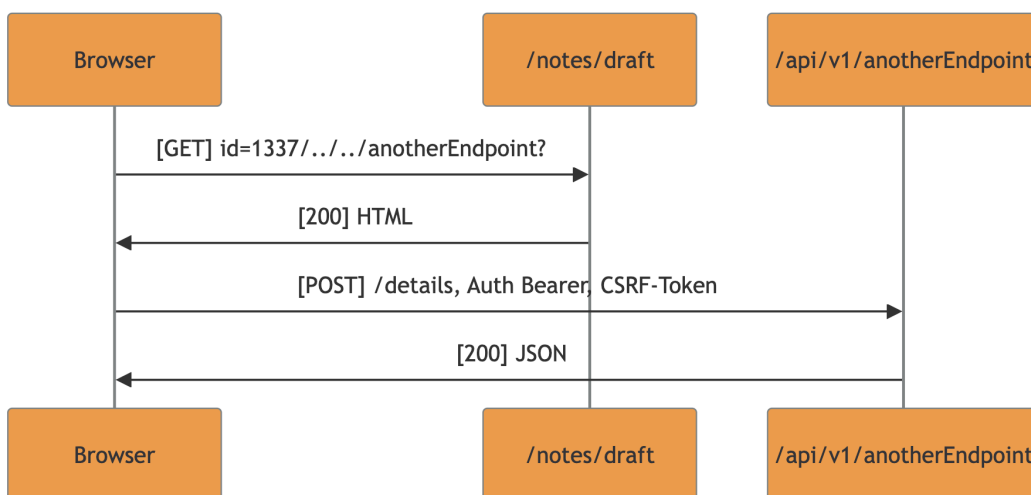 Browser
/notes/draft
/api/v1/anotherEndpoint
[GET] id=1337/../../anotherEndpoint?
[200] HTML
[POST] /details, Auth Bearer, CSRF-Token
[200] JSON
Browser
/notes/draft
/api/v1/anotherEndpoint